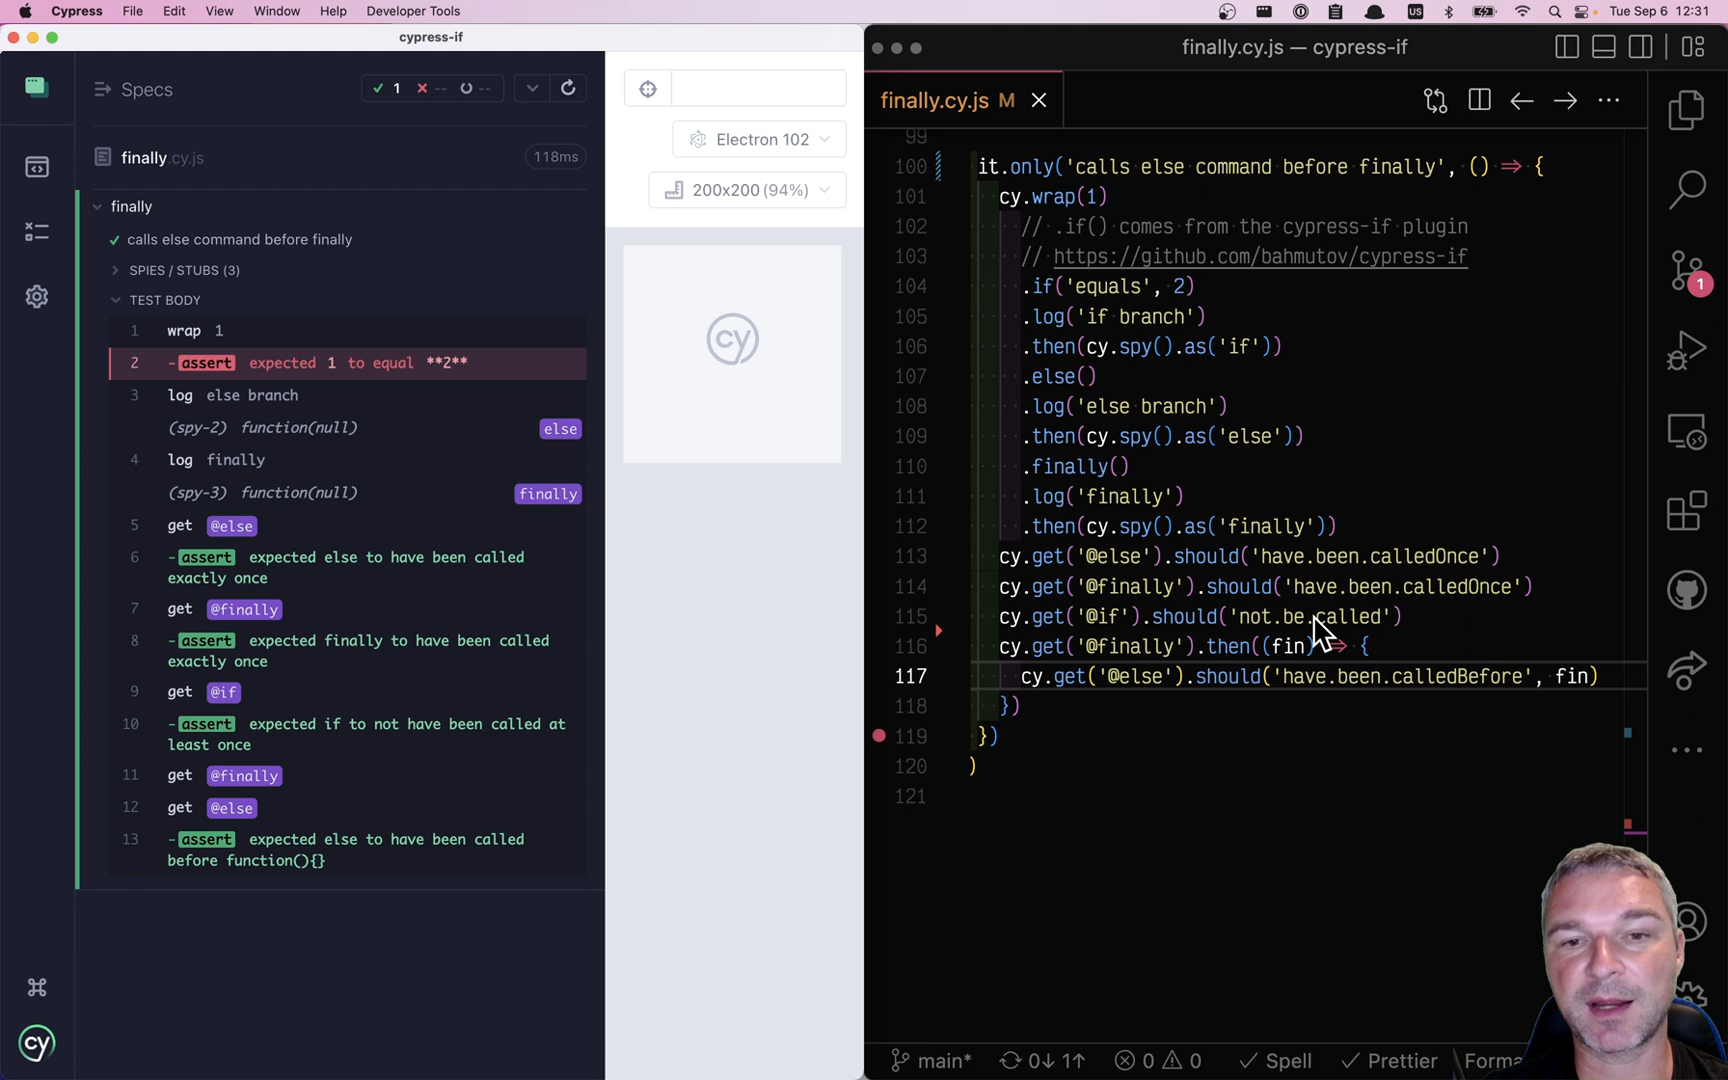 Cypress File Edit View Window Help Developer Tools
US Tue Sep 6 12:31
cypress-if
Specs
1 -- --
finally.cy.js
118ms
finally
calls else command before finally
SPIES / STUBS (3)
TEST BODY
1 wrap 1
2 -assert expected 1 to equal **2**
3 log else branch
(spy-2) function(null) else
4 log finally
(spy-3) function(null) finally
5 get @else
6 -assert expected else to have been called
exactly once
7 get @finally
8 -assert expected finally to have been called
exactly once
9 get @if
10 -assert expected if to not have been called at
least once
11 get @finally
12 get @else
13 -assert expected else to have been called
before function(){}
cy
Electron 102
200x200 (94%)
cy
finally.cy.js — cypress-if
finally.cy.js M
99
100 it.only('calls else command before finally', () => {
101 cy.wrap(1)
102 // .if() comes from the cypress-if plugin
103 // https://github.com/bahmutov/cypress-if
104 .if('equals', 2)
105 .log('if branch')
106 .then(cy.spy().as('if'))
107 .else()
108 .log('else branch')
109 .then(cy.spy().as('else'))
110 .finally()
111 .log('finally')
112 .then(cy.spy().as('finally'))
113 cy.get('@else').should('have.been.calledOnce')
114 cy.get('@finally').should('have.been.calledOnce')
115 cy.get('@if').should('not.be.called')
116 cy.get('@finally').then((fin) => {
117 cy.get('@else').should('have.been.calledBefore', fin)
118 })
119 })
120 )
121
1
main* 0↓ 1↑ 0 0 Spell Prettier Forma